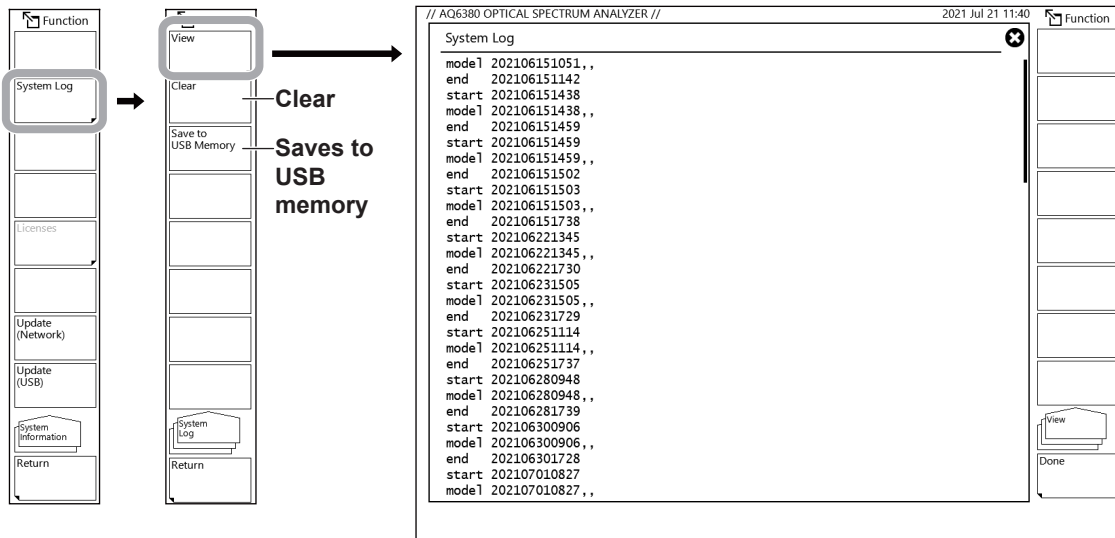 Function
System Log
Licenses
Update
(Network)
Update
(USB)
System
Information
Return
View
Clear
Save to
USB Memory
System
Log
Return
Clear
Saves to
USB
memory
// AQ6380 OPTICAL SPECTRUM ANALYZER //
2021 Jul 21 11:40
System Log
model 202106151051,,
end 202106151142
start 202106151438
model 202106151438,,
end 202106151459
start 202106151459
model 202106151459,,
end 202106151502
start 202106151503
model 202106151503,,
end 202106151738
start 202106221345
model 202106221345,,
end 202106221730
start 202106231505
model 202106231505,,
end 202106231729
start 202106251114
model 202106251114,,
end 202106251737
start 202106280948
model 202106280948,,
end 202106281739
start 202106300906
model 202106300906,,
end 202106301728
start 202107010827
model 202107010827,,
Function
View
Done